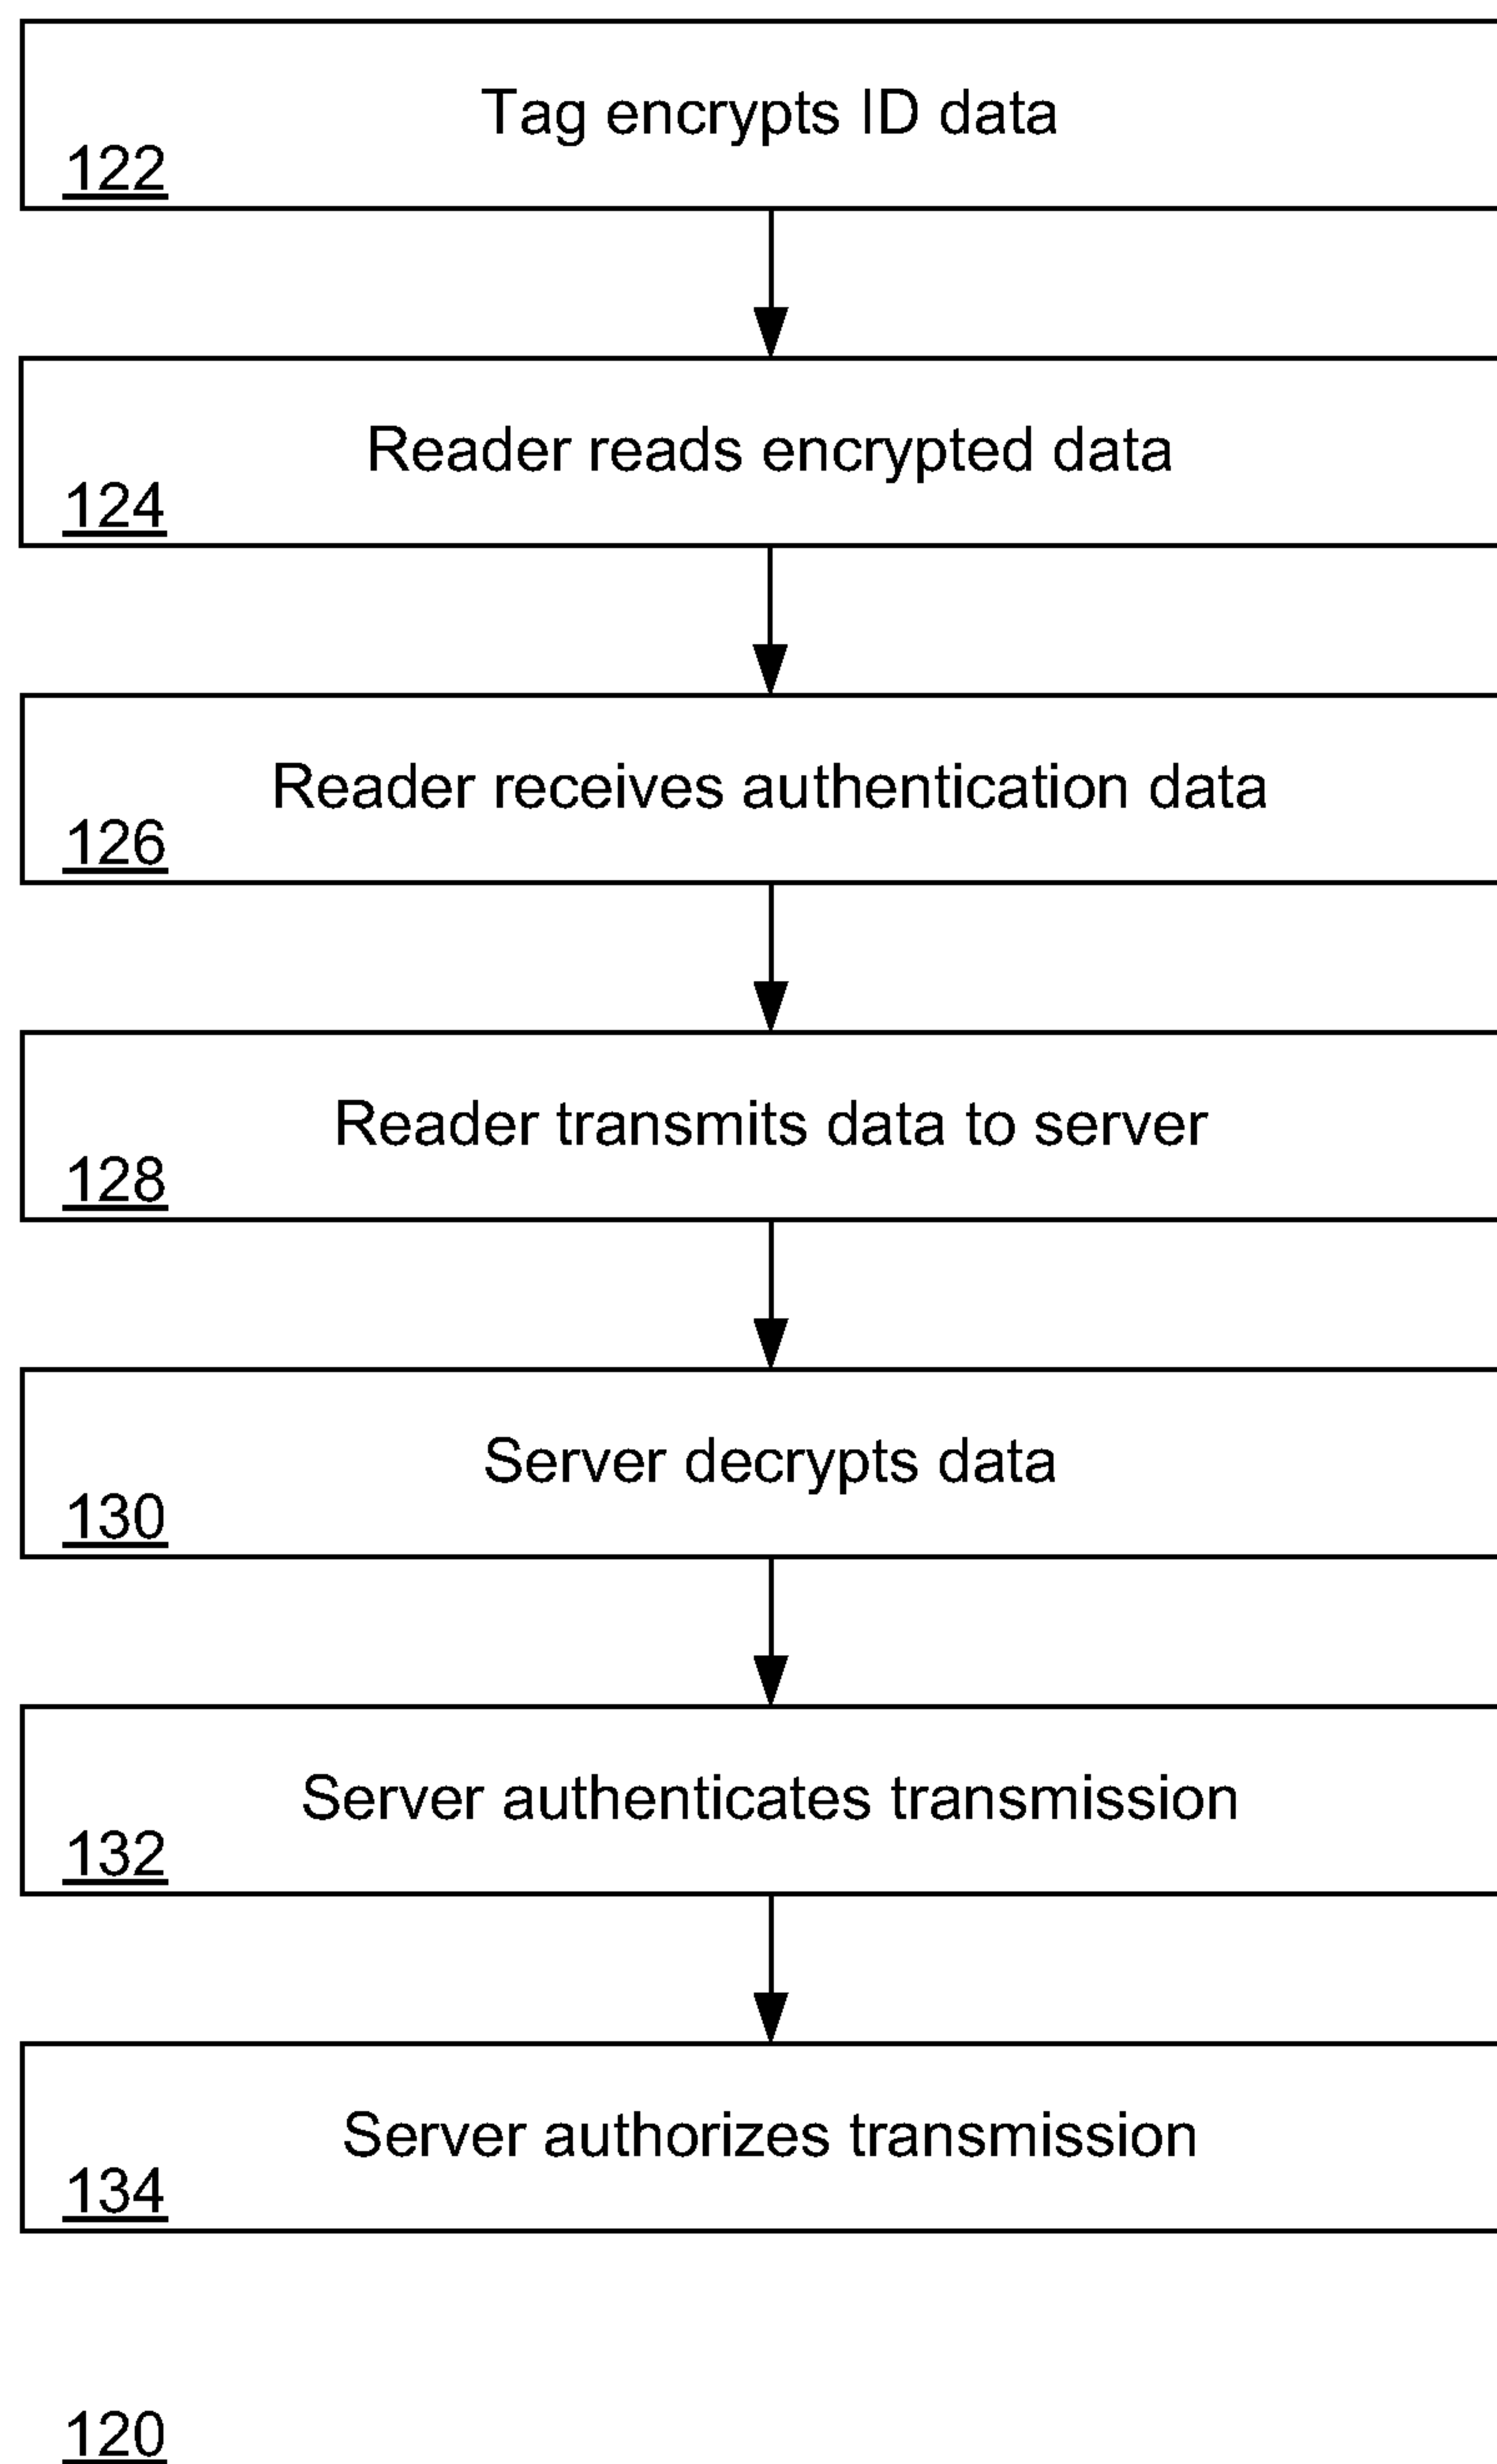 Tag encrypts ID data
122
Reader reads encrypted data
124
Reader receives authentication data
126
Reader transmits data to server
128
Server decrypts data
130
Server authenticates transmission
132
Server authorizes transmission
134
120